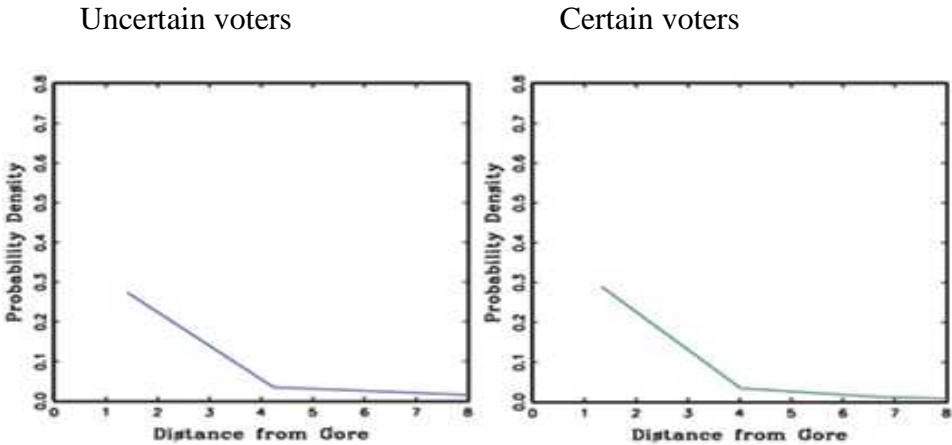 Uncertain voters
Certain voters
Probability Density
0.8
0.7
0.6
0.5
0.4
0.3
0.2
0.1
0.0
0 1 2 3 4 5 6 7 8
Distance from Gore
Probability Density
0.8
0.7
0.6
0.5
0.4
0.3
0.2
0.1
0.0
0 1 2 3 4 5 6 7 8
Distance from Gore